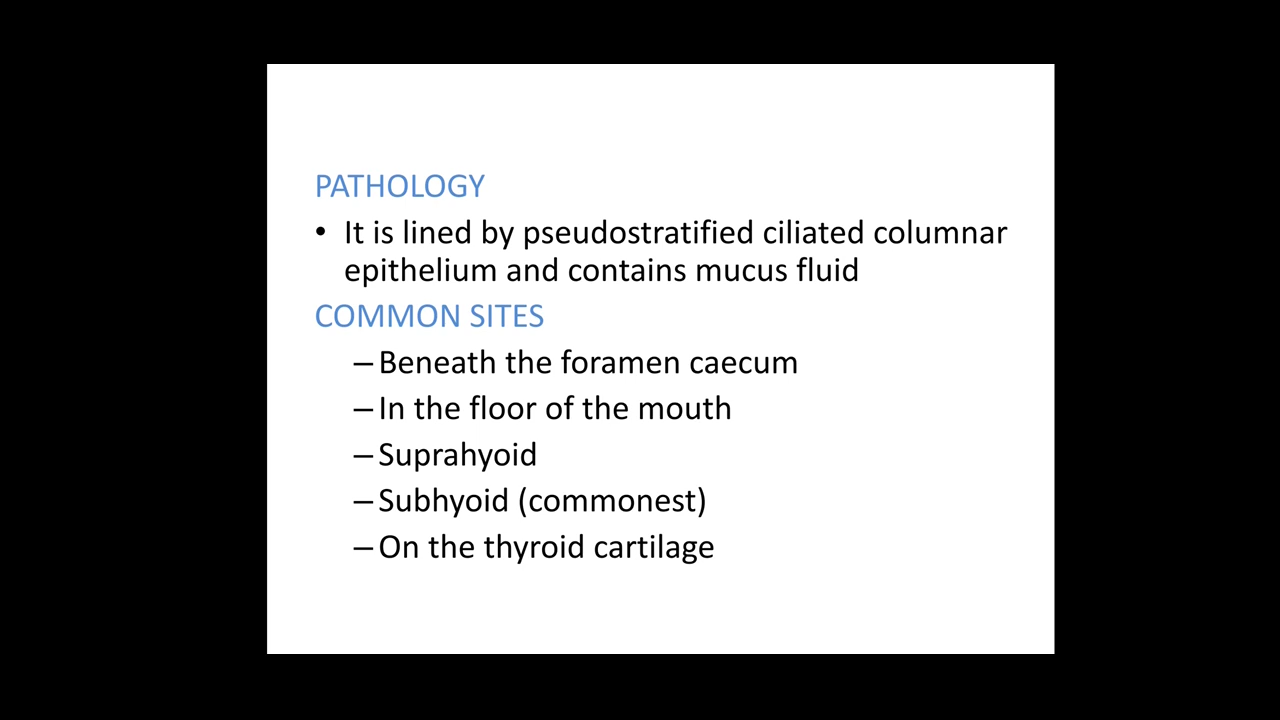 PATHOLOGY
• It is lined by pseudostratified ciliated columnar
epithelium and contains mucus fluid
COMMON SITES
– Beneath the foramen caecum
– In the floor of the mouth
– Suprahyoid
– Subhyoid (commonest)
– On the thyroid cartilage